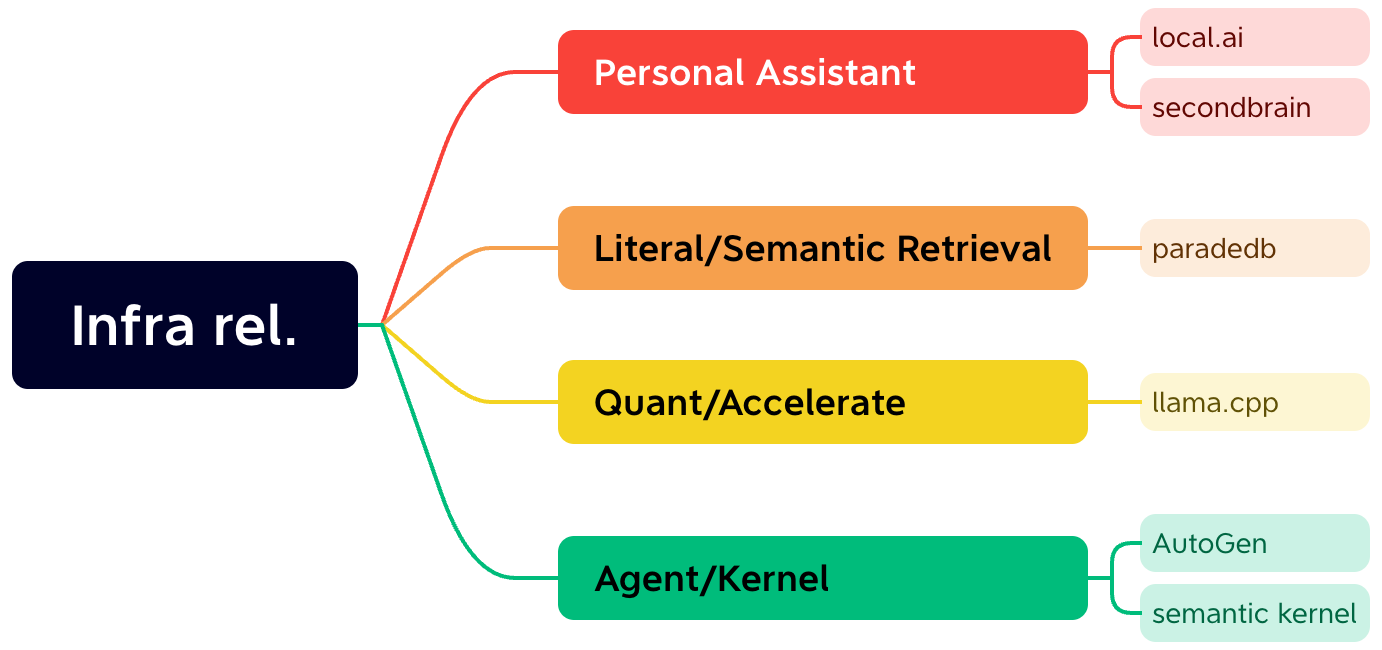 Infra rel.
Personal Assistant
local.ai
secondbrain
Literal/Semantic Retrieval
paradedb
Quant/Accelerate
llama.cpp
Agent/Kernel
AutoGen
semantic kernel